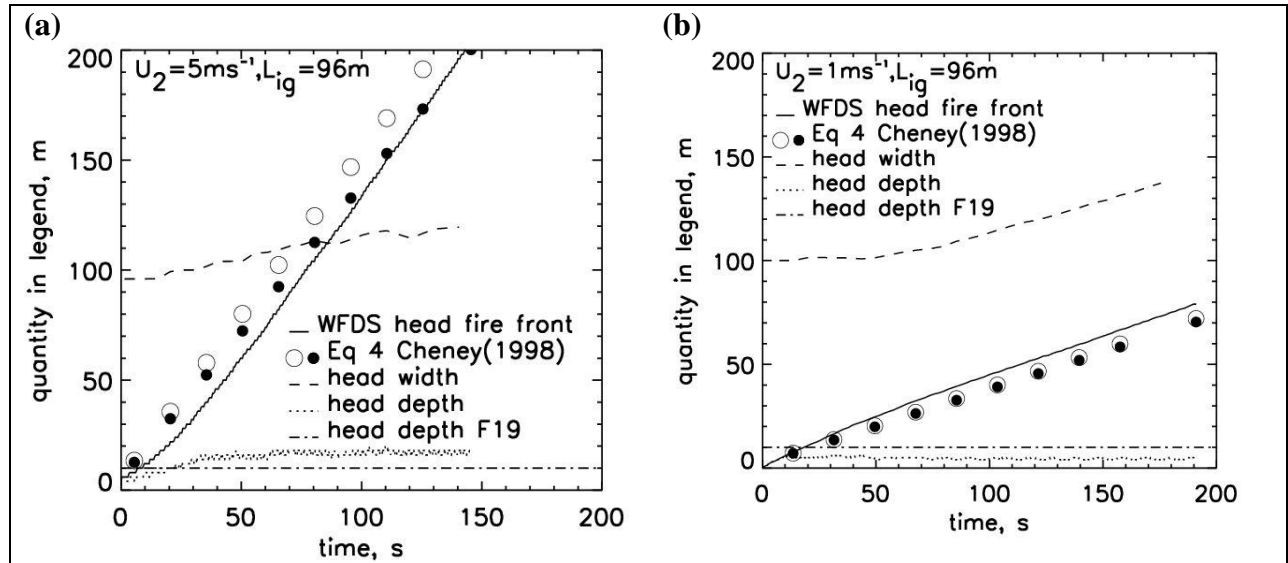 (a)
200
U₂=5ms⁻¹,L_ig=96m
150
100
50
0
quantity in legend, m
WFDS head fire front
Eq 4 Cheney(1998)
head width
head depth
head depth F19
0 50 100 150 200
time, s
(b)
200
U₂=1ms⁻¹,L_ig=96m
WFDS head fire front
Eq 4 Cheney(1998)
head width
head depth
head depth F19
150
100
50
0
quantity in legend, m
0 50 100 150 200
time, s